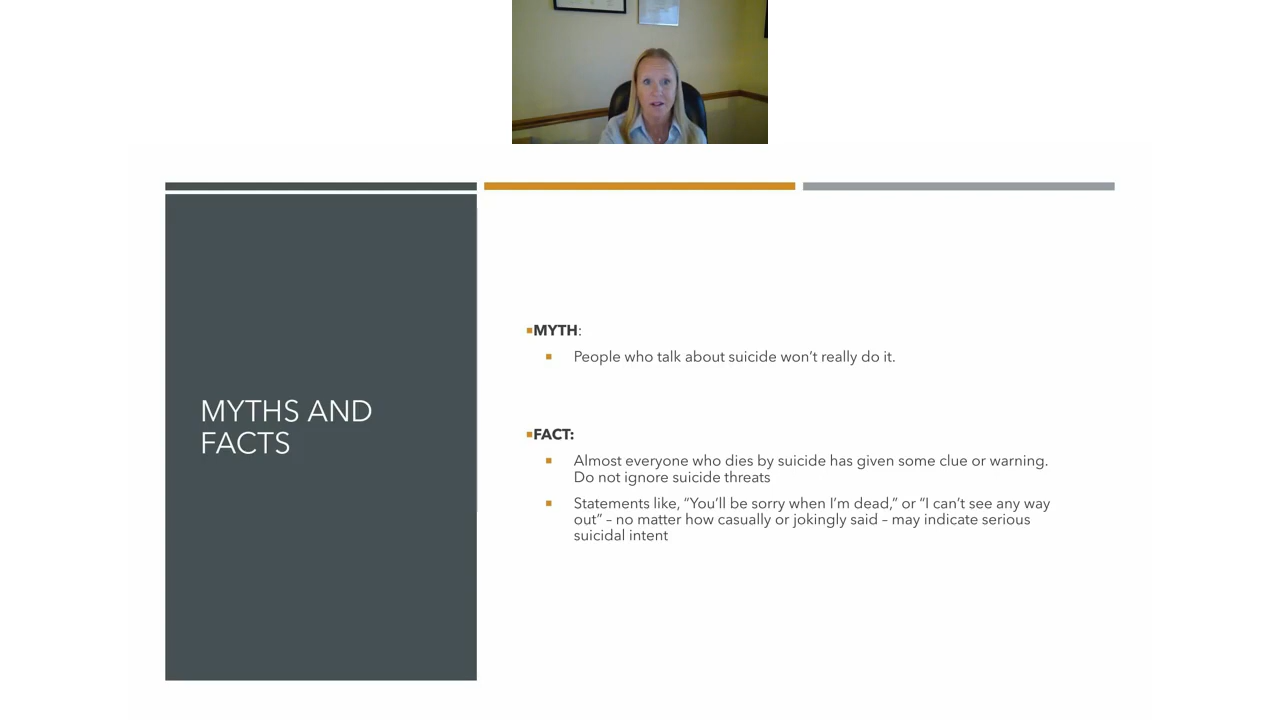 MYTHS AND
FACTS
▪MYTH:
▪ People who talk about suicide won’t really do it.
▪FACT:
▪ Almost everyone who dies by suicide has given some clue or warning.
Do not ignore suicide threats
▪ Statements like, “You’ll be sorry when I’m dead,” or “I can’t see any way
out” – no matter how casually or jokingly said – may indicate serious
suicidal intent